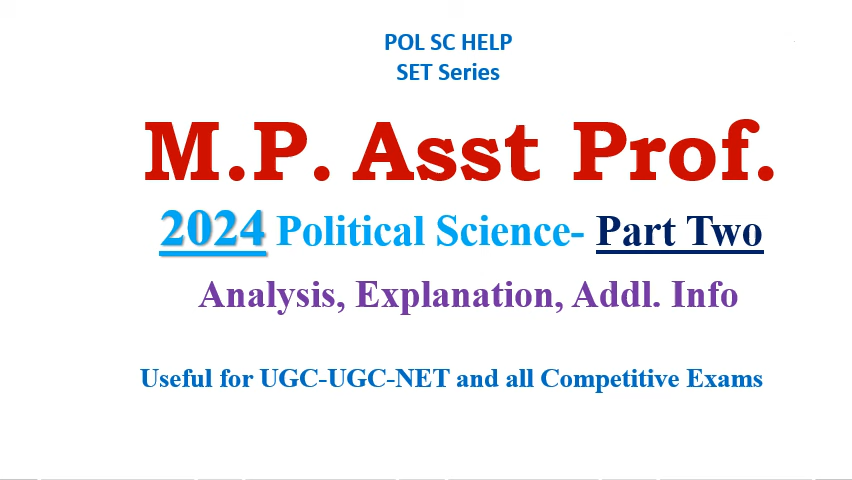 POL SC HELP
SET Series
M.P. Asst Prof.
2024 Political Science- Part Two
Analysis, Explanation, Addl. Info
Useful for UGC-UGC-NET and all Competitive Exams